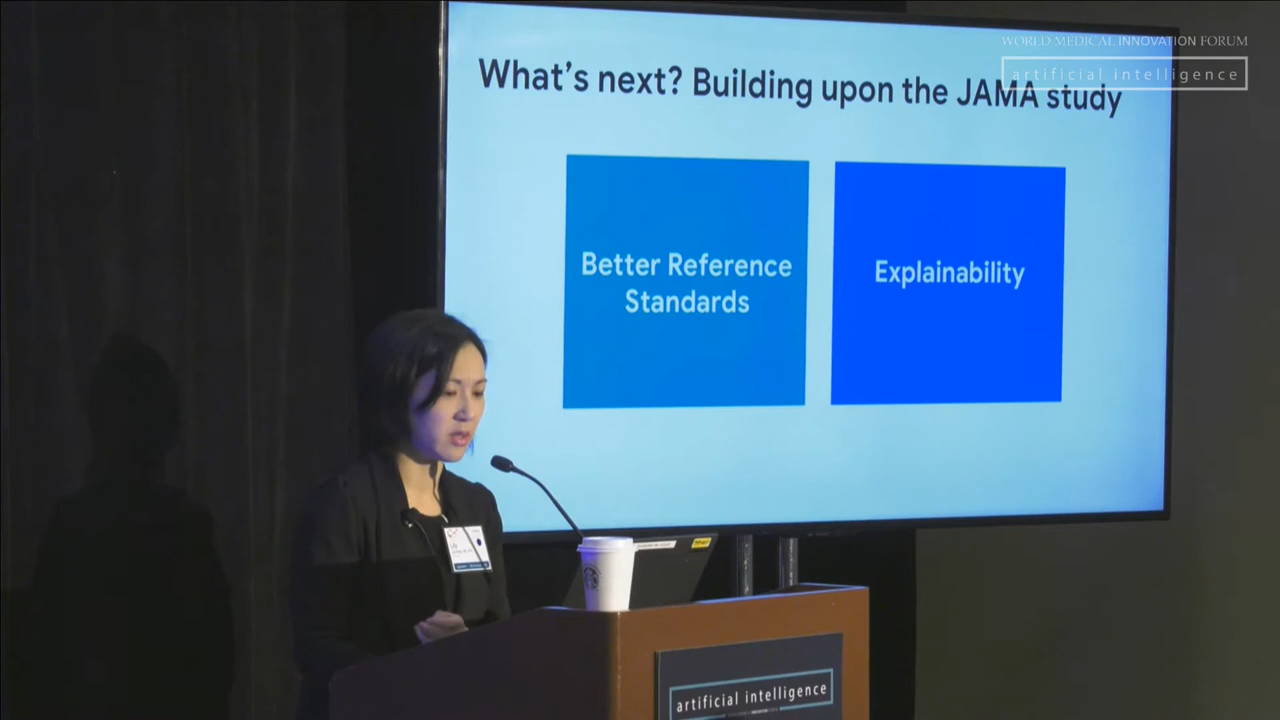 WORLD MEDICAL INNOVATION FORUM
artificial intelligence
What's next? Building upon the JAMA study
Better Reference
Standards
Explainability
artificial intelligence